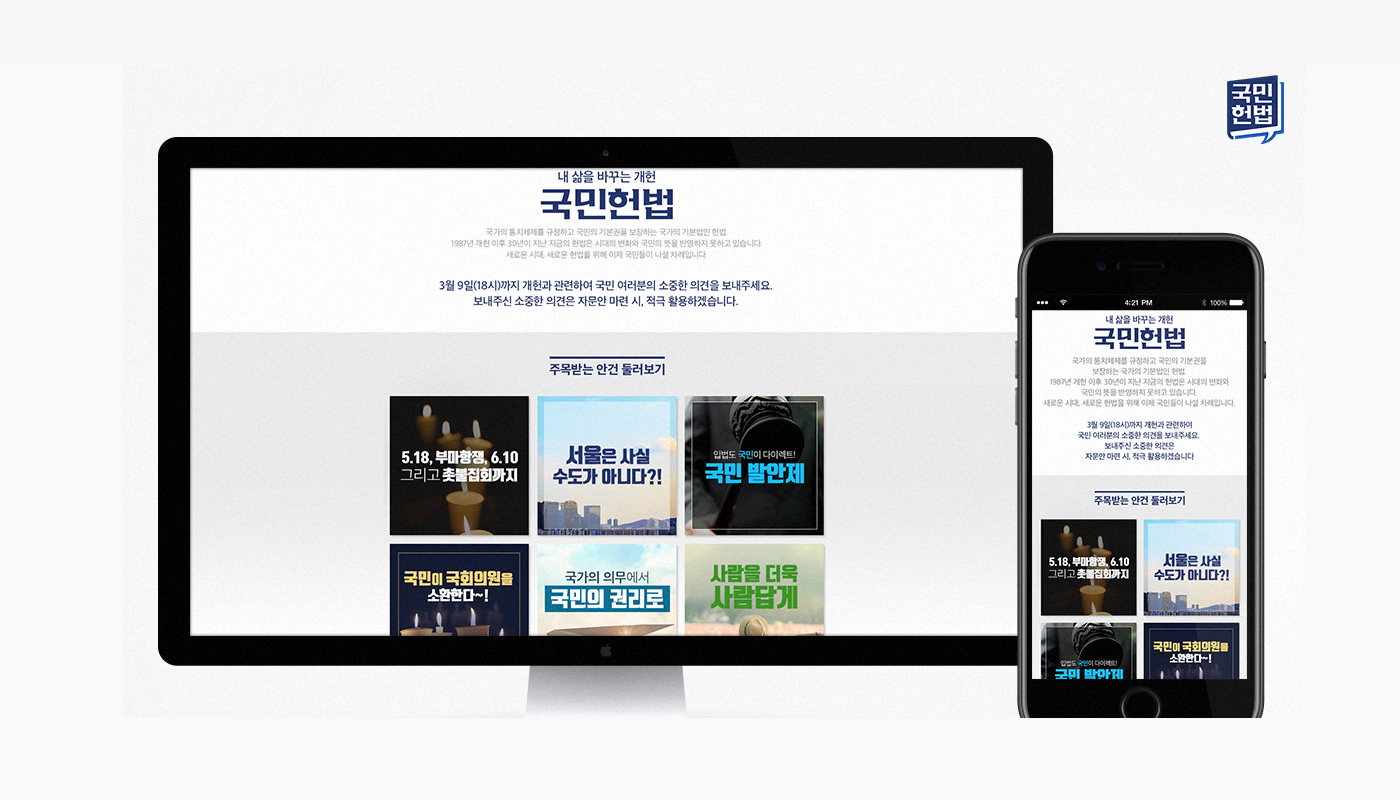 국민
헌법
내 삶을 바꾸는 개헌
국민헌법
국가의 통치체제를 규정하고 국민의 기본권을 보장하는 국가의 기본법인 헌법
1987년 개헌 이후 30년이 지난 지금의 헌법은 시대의 변화와 국민의 뜻을 반영하지 못하고 있습니다.
새로운 시대, 새로운 헌법을 위해 이제 국민들이 나설 차례입니다.
3월 9일(18시)까지 개헌과 관련하여 국민 여러분의 소중한 의견을 보내주세요.
보내주신 소중한 의견은 자문안 마련 시, 적극 활용하겠습니다.
주목받는 안건 둘러보기
5.18, 부마항쟁, 6.10
그리고 촛불집회까지
서울은 사실
수도가 아니다?!
입법도 국민이 다이렉트!
국민 발안제
국민이 국회의원을
소환한다~!
국가의 의무에서
국민의 권리로
사람을 더욱
사람답게
4:21 PM
100%
내 삶을 바꾸는 개헌
국민헌법
국가의 통치체제를 규정하고 국민의 기본권을
보장하는 국가의 기본법인 헌법.
1987년 개헌 이후 30년이 지난 지금의 헌법은 시대의 변화와
국민의 뜻을 반영하지 못하고 있습니다.
새로운 시대, 새로운 헌법을 위해 이제 국민들이 나설 차례입니다.
3월 9일(18시)까지 개헌과 관련하여
국민 여러분의 소중한 의견을 보내주세요.
보내주신 소중한 의견은
자문안 마련 시, 적극 활용하겠습니다
주목받는 안건 둘러보기
5.18, 부마항쟁, 6.10
그리고 촛불집회까지
서울은 사실
수도가 아니다?!
입법도 국민이 다이렉트!
국민 발안제
국민이 국회의원을
소환한다~!